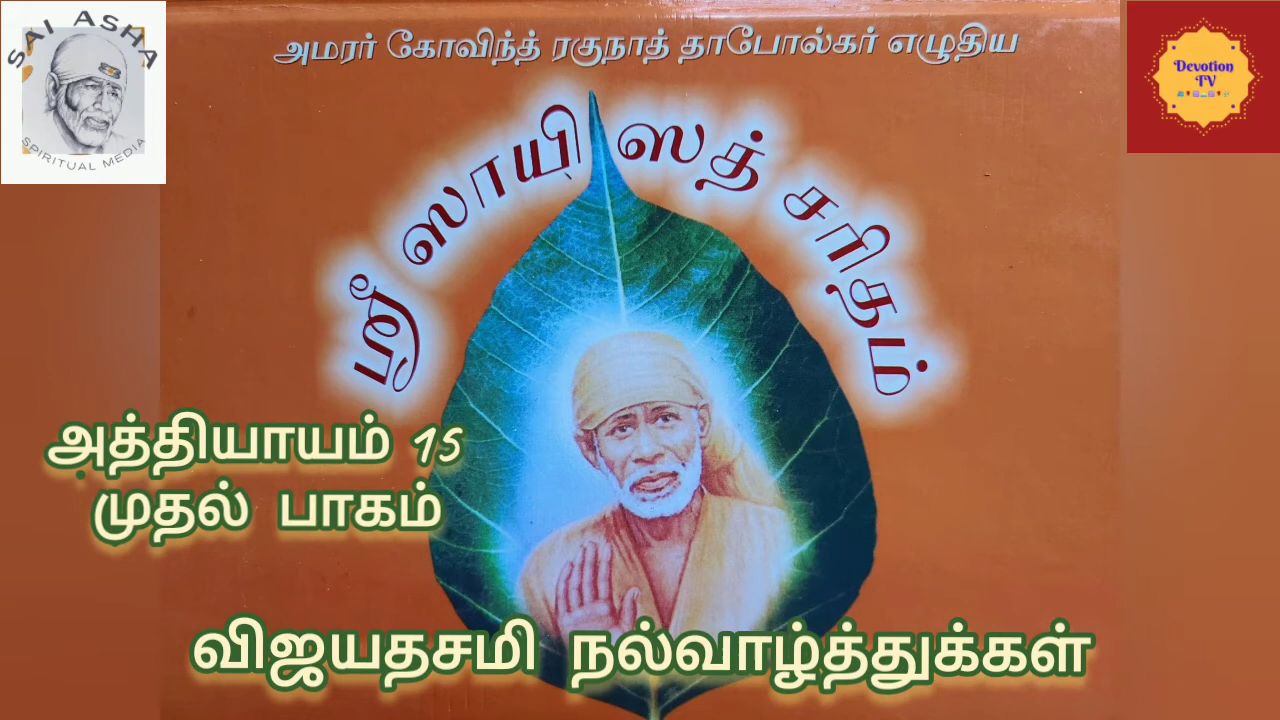 SAI ASHA
SPIRITUAL MEDIA
Devotion
TV
அமரர் கோவிந்த் ரகுநாத் தாபோல்கர் எழுதிய
ஸ்ரீ ஸாயி ஸத் சரிதம்
அத்தியாயம் 15
முதல் பாகம்
விஜயதசமி நல்வாழ்த்துக்கள்